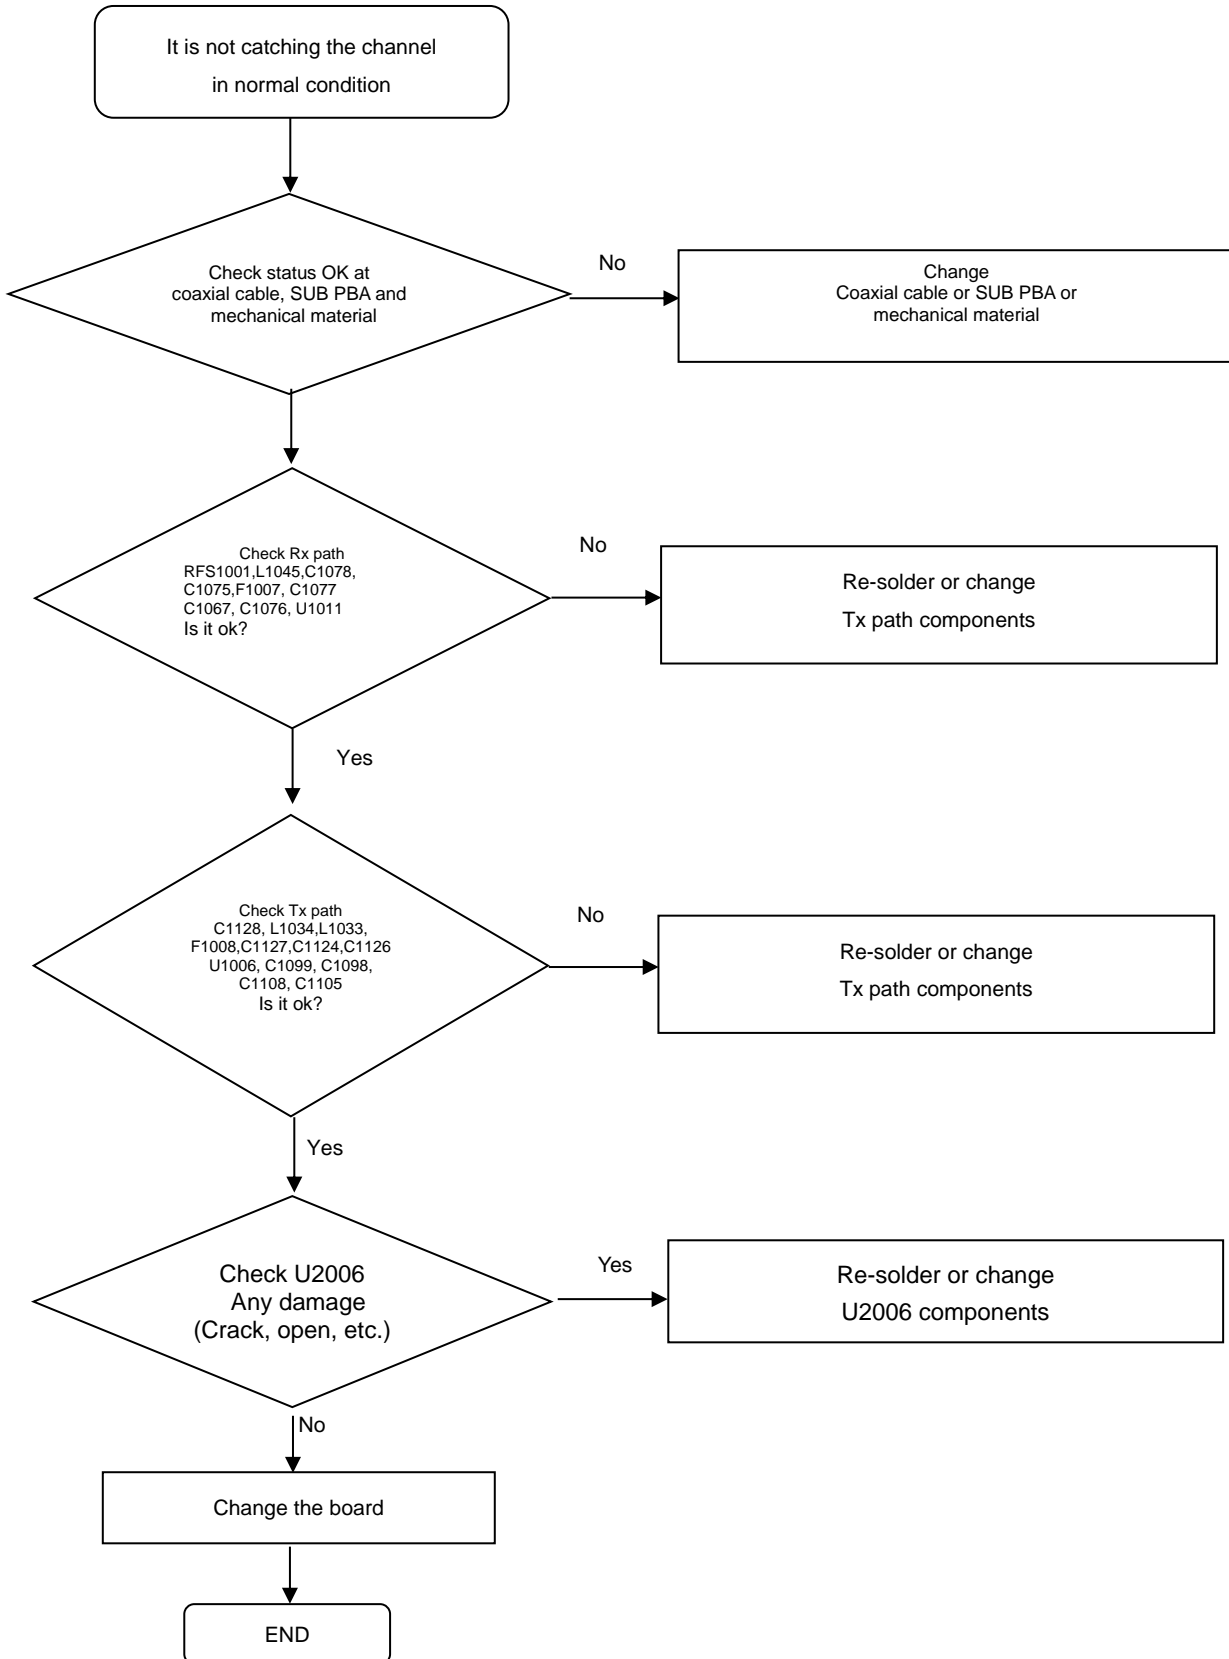 It is not catching the channel
in normal condition
Check status OK at
coaxial cable, SUB PBA and
mechanical material
No
Change
Coaxial cable or SUB PBA or
mechanical material
Check Rx path
RFS1001,L1045,C1078,
C1075,F1007, C1077
C1067, C1076, U1011
Is it ok?
No
Re-solder or change
Tx path components
Yes
Check Tx path
C1128, L1034,L1033,
F1008,C1127,C1124,C1126
U1006, C1099, C1098,
C1108, C1105
Is it ok?
No
Re-solder or change
Tx path components
Yes
Check U2006
Any damage
(Crack, open, etc.)
Yes
Re-solder or change
U2006 components
No
Change the board
END